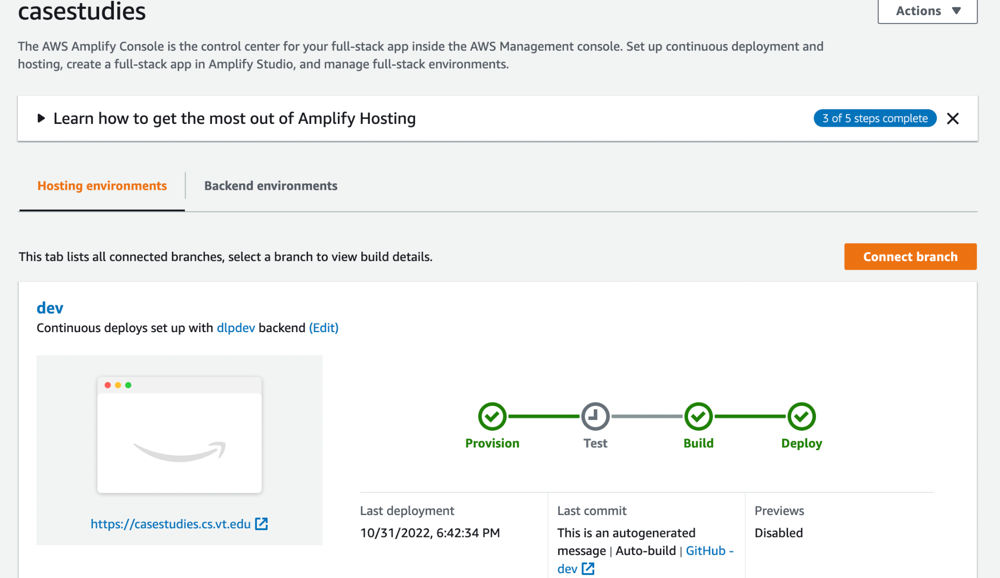 casestudies
Actions
The AWS Amplify Console is the control center for your full-stack app inside the AWS Management console. Set up continuous deployment and
hosting, create a full-stack app in Amplify Studio, and manage full-stack environments.
Learn how to get the most out of Amplify Hosting
3 of 5 steps complete
Hosting environments
Backend environments
This tab lists all connected branches, select a branch to view build details.
Connect branch
dev
Continuous deploys set up with dlpdev backend (Edit)
Provision
Test
Build
Deploy
https://casestudies.cs.vt.edu
Last deployment
10/31/2022, 6:42:34 PM
Last commit
This is an autogenerated
message | Auto-build | GitHub -
dev
Previews
Disabled